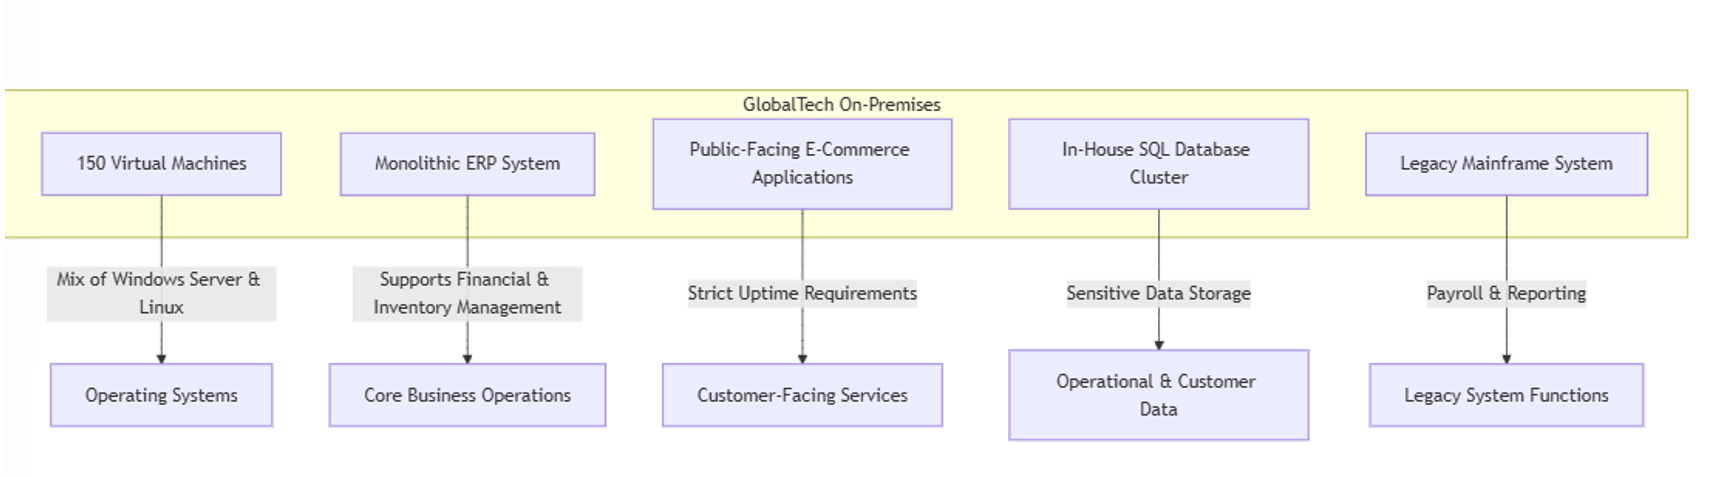 GlobalTech On-Premises
150 Virtual Machines
Monolithic ERP System
Public-Facing E-Commerce
Applications
In-House SQL Database
Cluster
Legacy Mainframe System
Mix of Windows Server &
Linux
Supports Financial &
Inventory Management
Strict Uptime Requirements
Sensitive Data Storage
Payroll & Reporting
Operating Systems
Core Business Operations
Customer-Facing Services
Operational & Customer
Data
Legacy System Functions